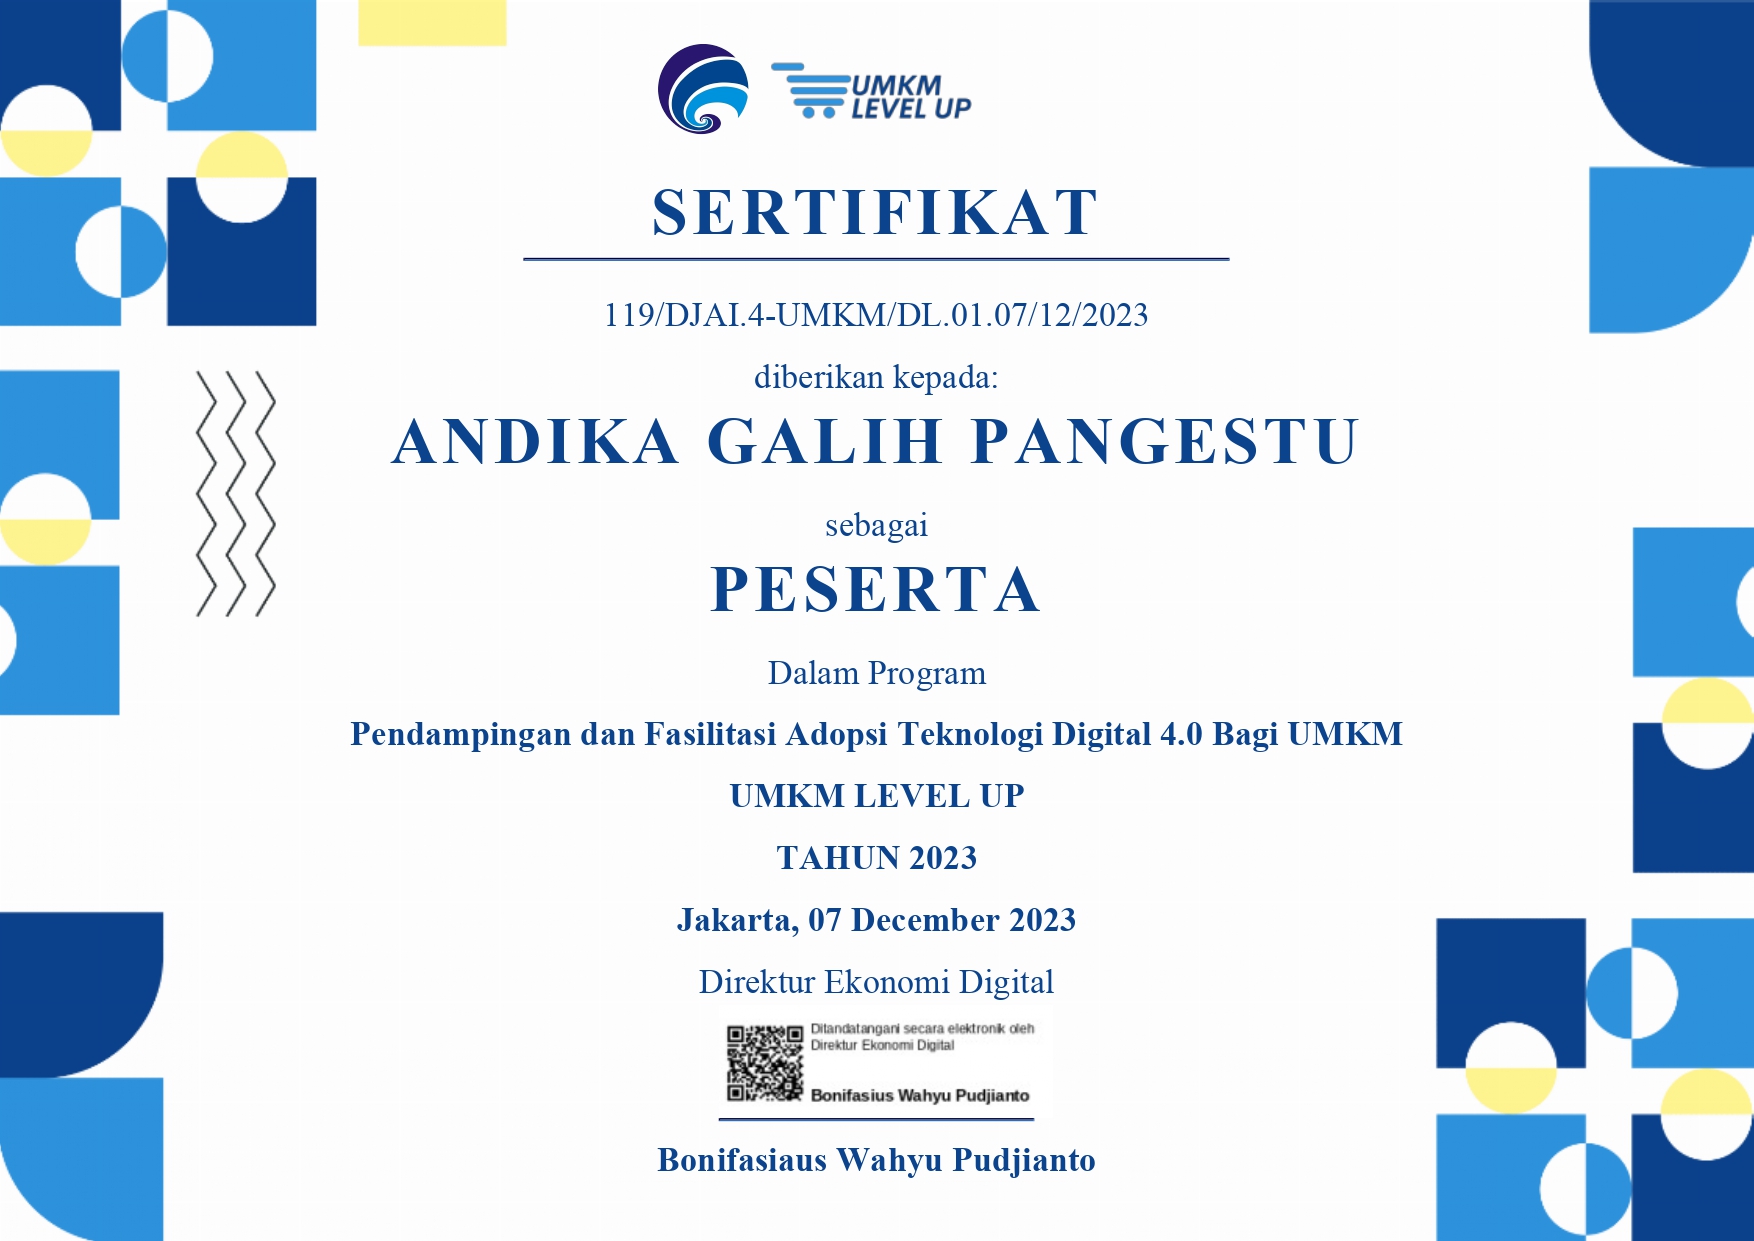 UMKM
LEVEL UP
SERTIFIKAT
119/DJAI.4-UMKM/DL.01.07/12/2023
diberikan kepada:
ANDIKA GALIH PANGESTU
sebagai
PESERTA
Dalam Program
Pendampingan dan Fasilitasi Adopsi Teknologi Digital 4.0 Bagi UMKM
UMKM LEVEL UP
TAHUN 2023
Jakarta, 07 December 2023
Direktur Ekonomi Digital
Ditandatangani secara elektronik oleh
Direktur Ekonomi Digital
Bonifasius Wahyu Pudjianto
Bonifasiaus Wahyu Pudjianto